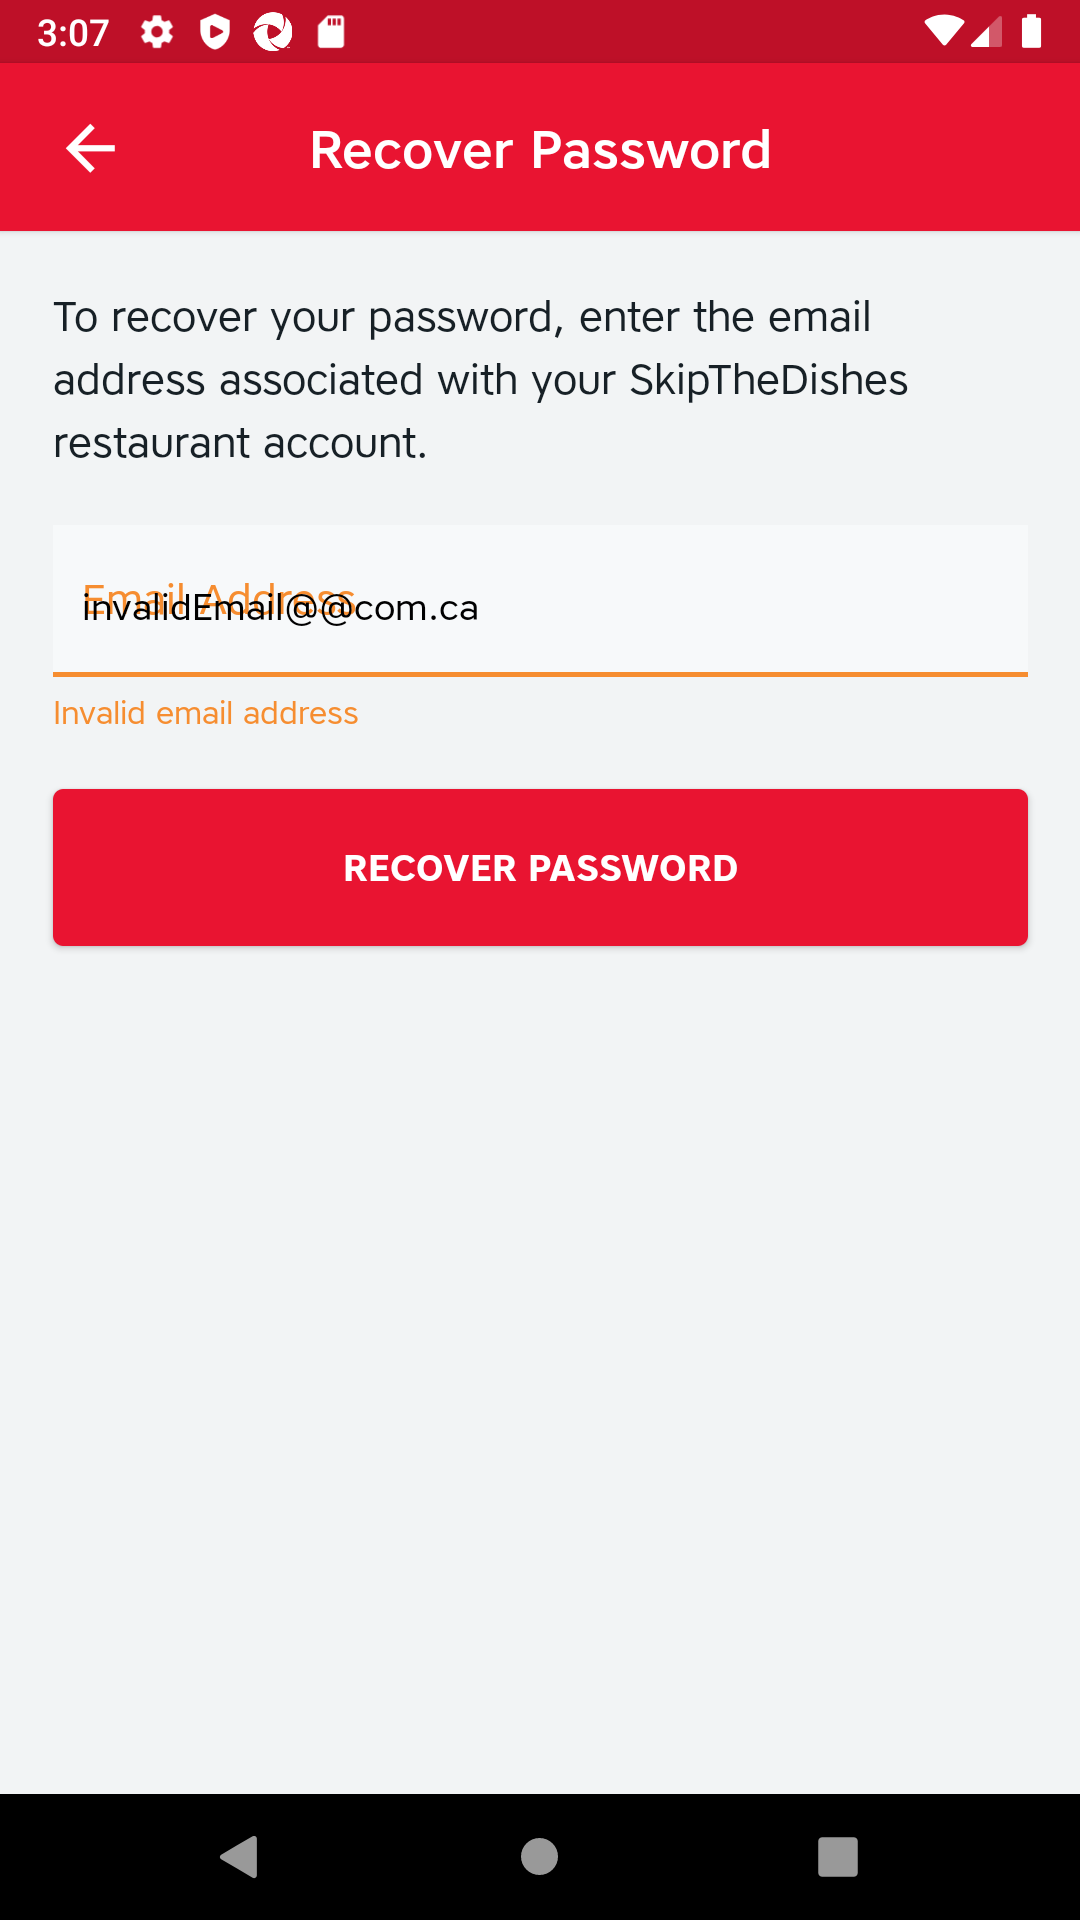 3:07
Recover Password
To recover your password, enter the email
address associated with your SkipTheDishes
restaurant account.
Email Address
invalidEmail@@com.ca
Invalid email address
RECOVER PASSWORD